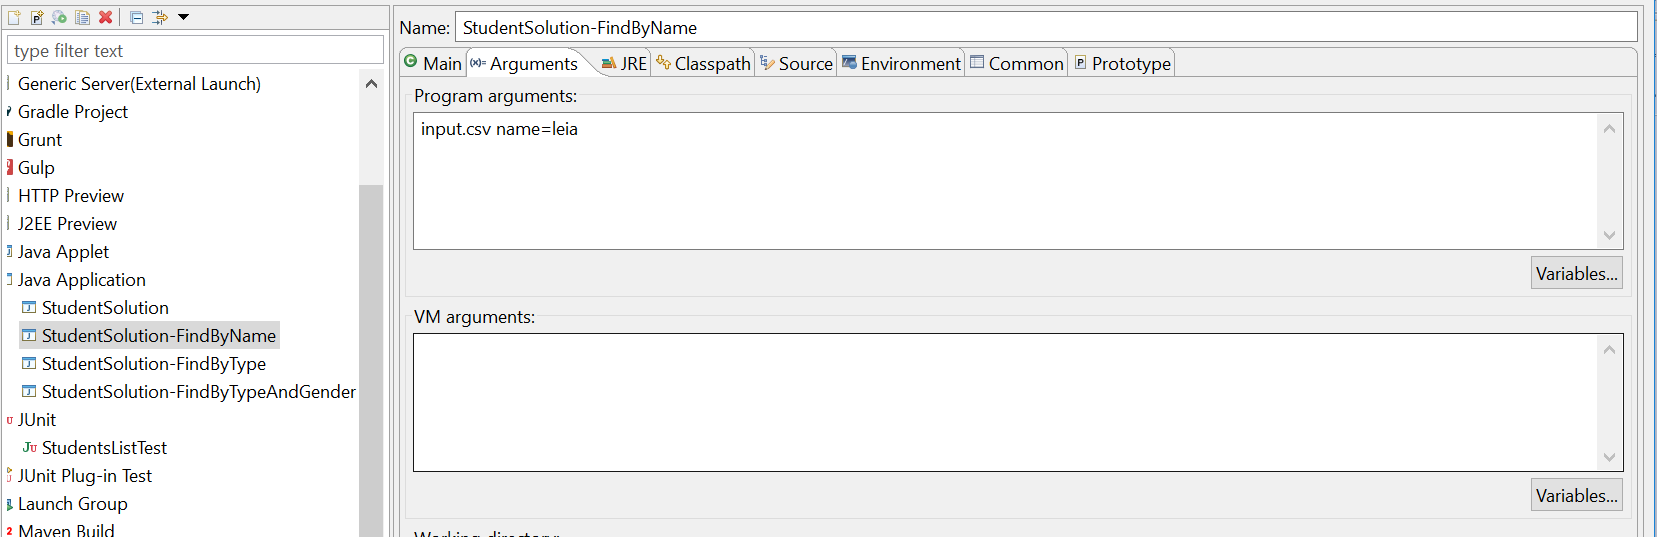 type filter text
Generic Server(External Launch)
Gradle Project
Grunt
Gulp
HTTP Preview
J2EE Preview
Java Applet
Java Application
StudentSolution
StudentSolution-FindByName
StudentSolution-FindByType
StudentSolution-FindByTypeAndGender
JUnit
StudentsListTest
JUnit Plug-in Test
Launch Group
Maven Build
Name: StudentSolution-FindByName
Main (x)= Arguments JRE Classpath Source Environment Common Prototype
Program arguments:
input.csv name=leia
Variables...
VM arguments:
Variables...
Working directory: